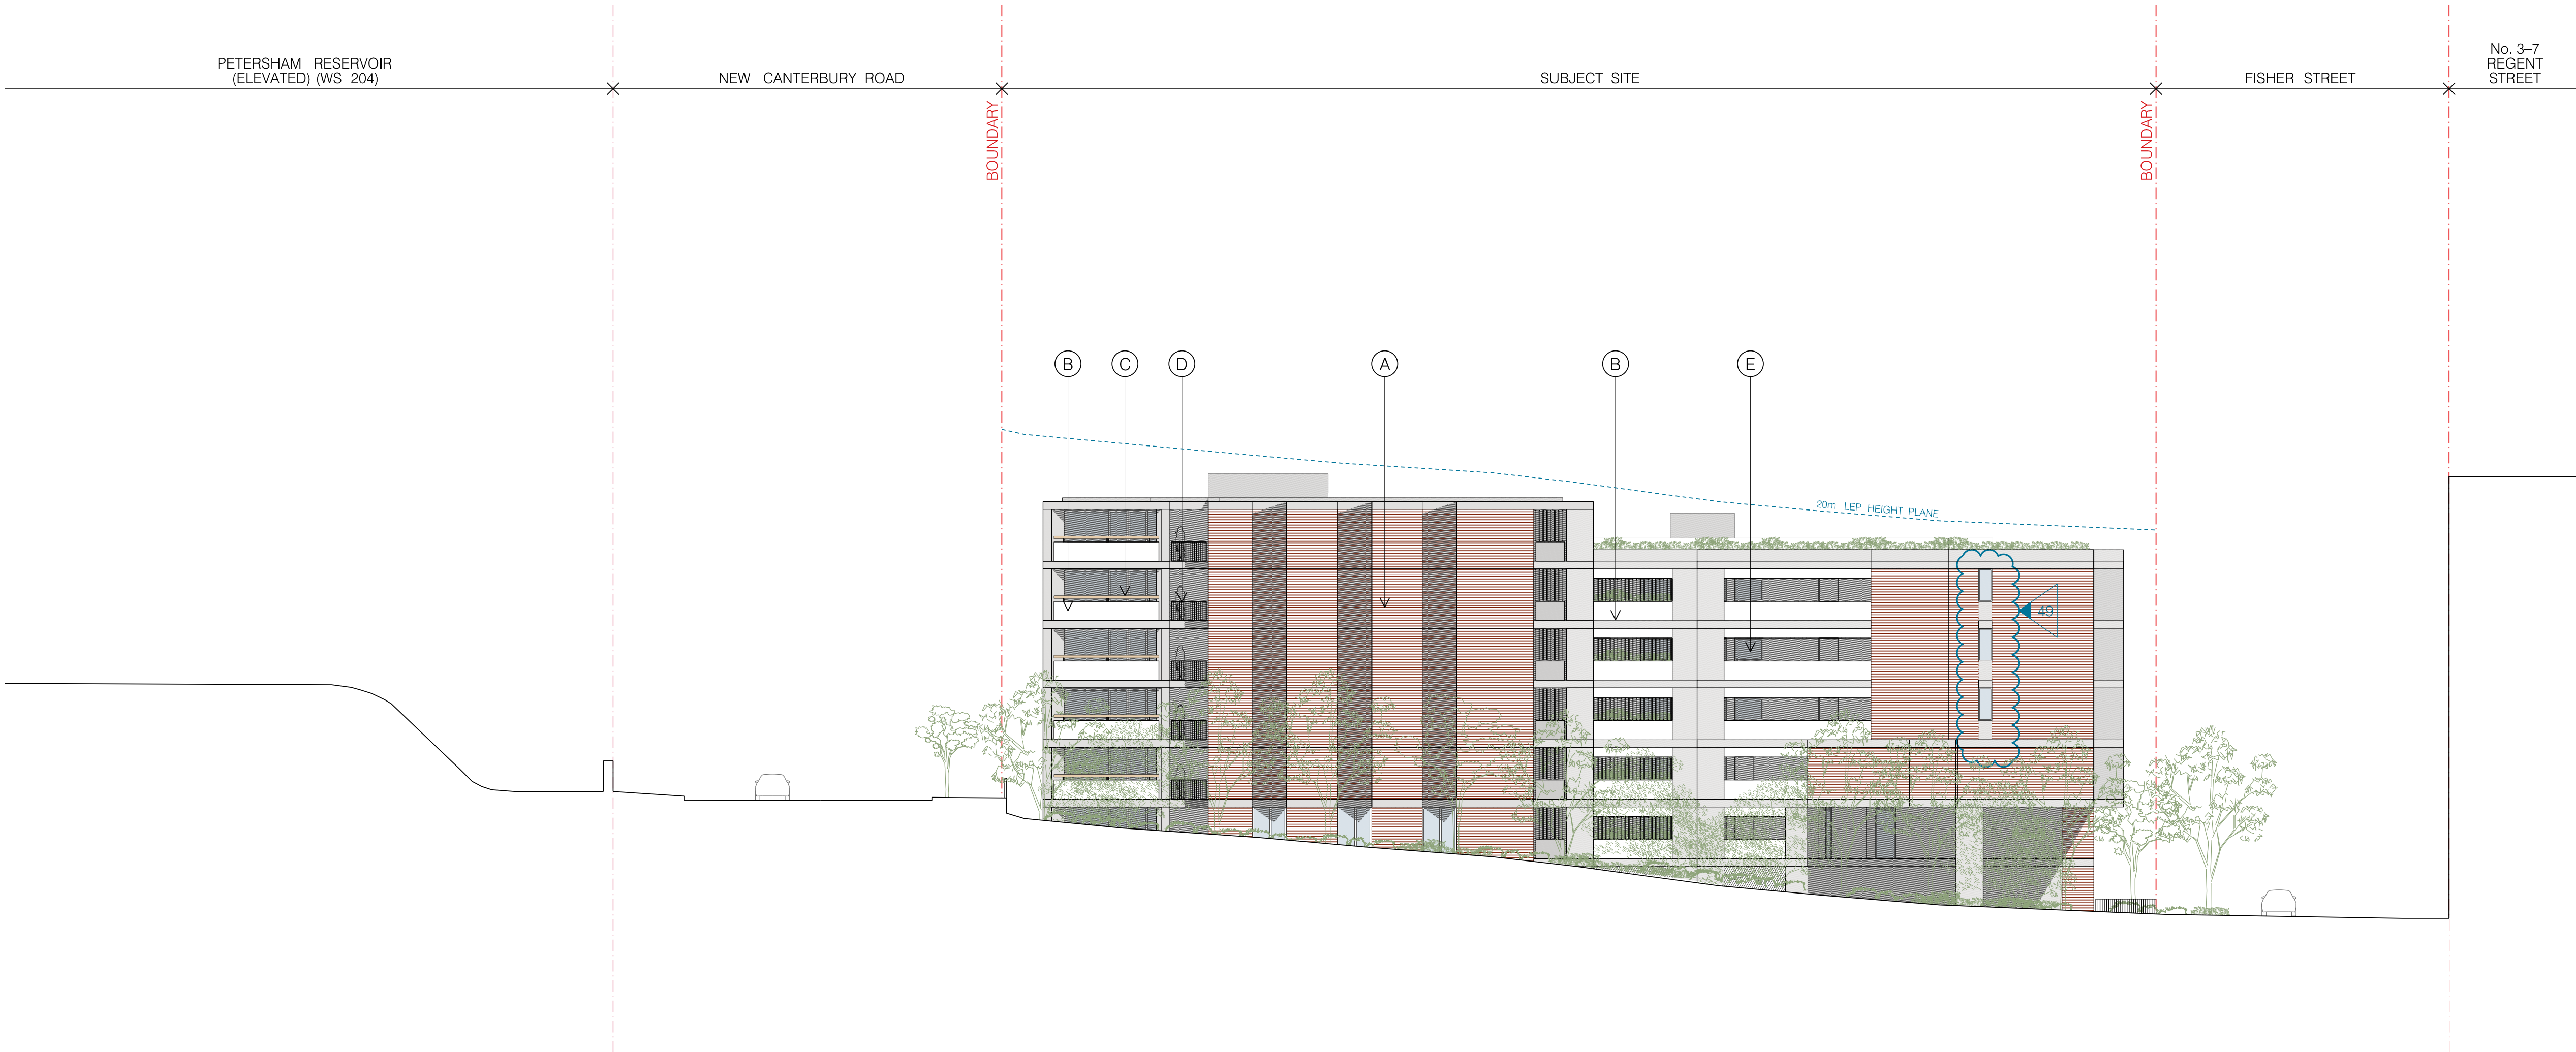 PETERSHAM RESERVOIR
(ELEVATED) (WS 204)
NEW CANTERBURY ROAD
SUBJECT SITE
FISHER STREET
No. 3–7
REGENT
STREET
BOUNDARY
BOUNDARY
B
C
D
A
B
E
20m LEP HEIGHT PLANE
49